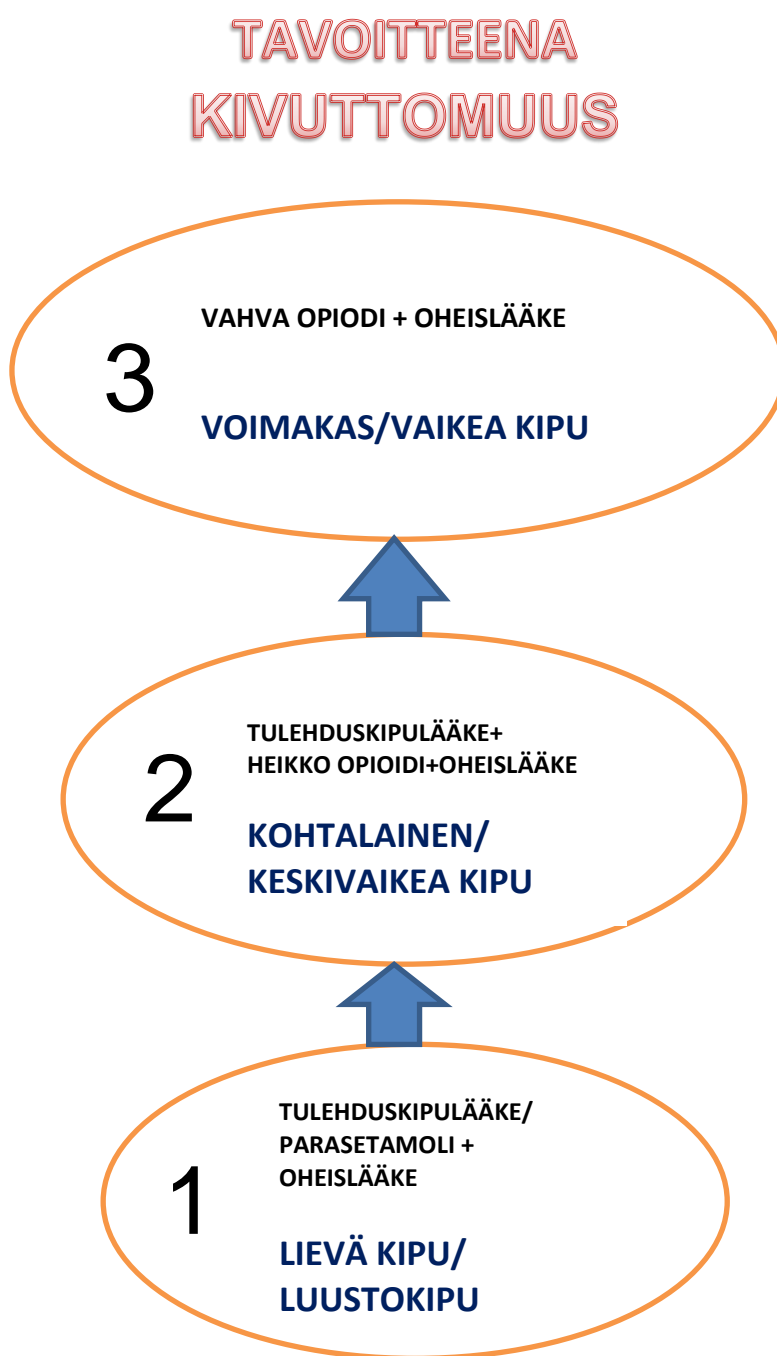 TAVOITTEENA
KIVUTTOMUUS
VAHVA OPIODI + OHEISLÄÄKE
3
VOIMAKAS/VAIKEA KIPU
TULEHDUSKIPULÄÄKE+
HEIKKO OPIOIDI+OHEISLÄÄKE
2
KOHTALAINEN/
KESKIVAIKEA KIPU
TULEHDUSKIPULÄÄKE/
PARASETAMOLI +
OHEISLÄÄKE
1
LIEVÄ KIPU/
LUUSTOKIPU